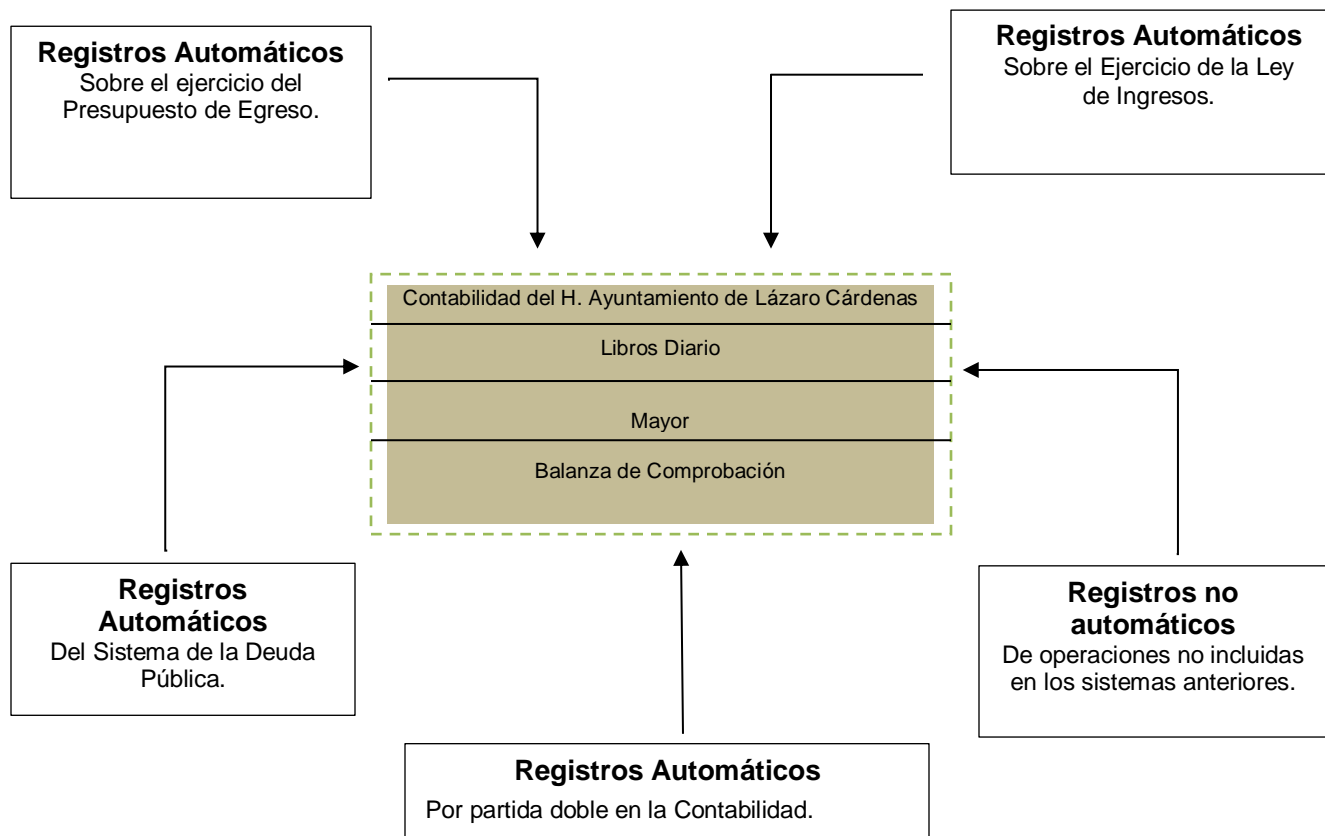 Registros Automáticos
Sobre el ejercicio del
Presupuesto de Egreso.
Registros Automáticos
Sobre el Ejercicio de la Ley
de Ingresos.
Contabilidad del H. Ayuntamiento de Lázaro Cárdenas
Libros Diario
Mayor
Balanza de Comprobación
Registros
Automáticos
Del Sistema de la Deuda
Pública.
Registros no
automáticos
De operaciones no incluidas
en los sistemas anteriores.
Registros Automáticos
Por partida doble en la Contabilidad.